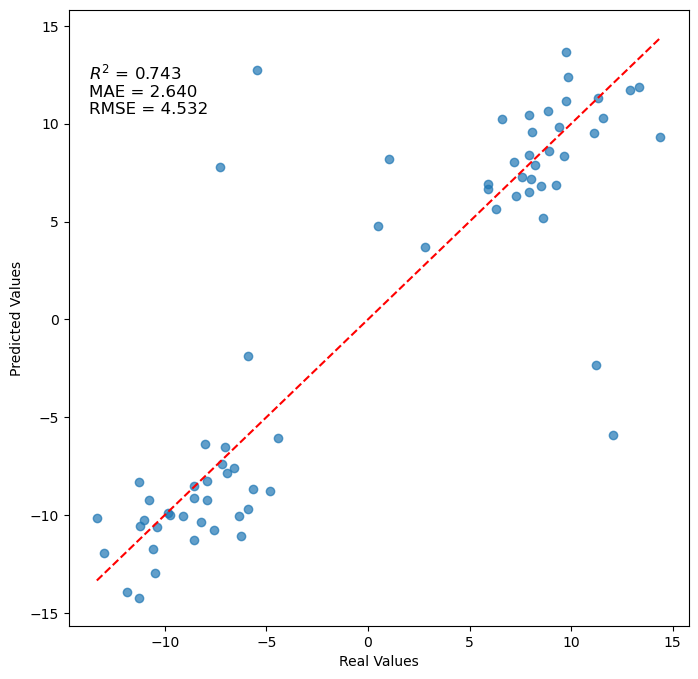 15
10
5
0
−5
−10
−15
R² = 0.743
MAE = 2.640
RMSE = 4.532
Predicted Values
−10
−5
0
5
10
15
Real Values